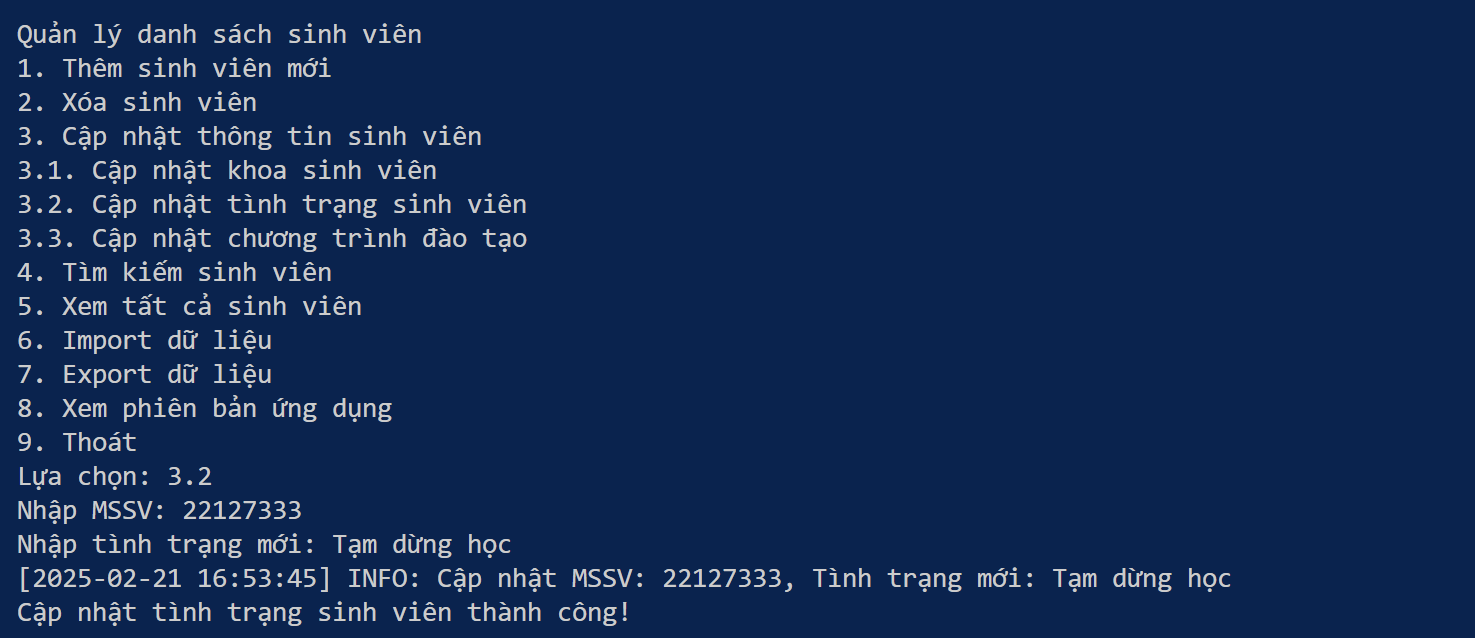 Quản lý danh sách sinh viên
1. Thêm sinh viên mới
2. Xóa sinh viên
3. Cập nhật thông tin sinh viên
3.1. Cập nhật khoa sinh viên
3.2. Cập nhật tình trạng sinh viên
3.3. Cập nhật chương trình đào tạo
4. Tìm kiếm sinh viên
5. Xem tất cả sinh viên
6. Import dữ liệu
7. Export dữ liệu
8. Xem phiên bản ứng dụng
9. Thoát
Lựa chọn: 3.2
Nhập MSSV: 22127333
Nhập tình trạng mới: Tạm dừng học
[2025-02-21 16:53:45] INFO: Cập nhật MSSV: 22127333, Tình trạng mới: Tạm dừng học
Cập nhật tình trạng sinh viên thành công!